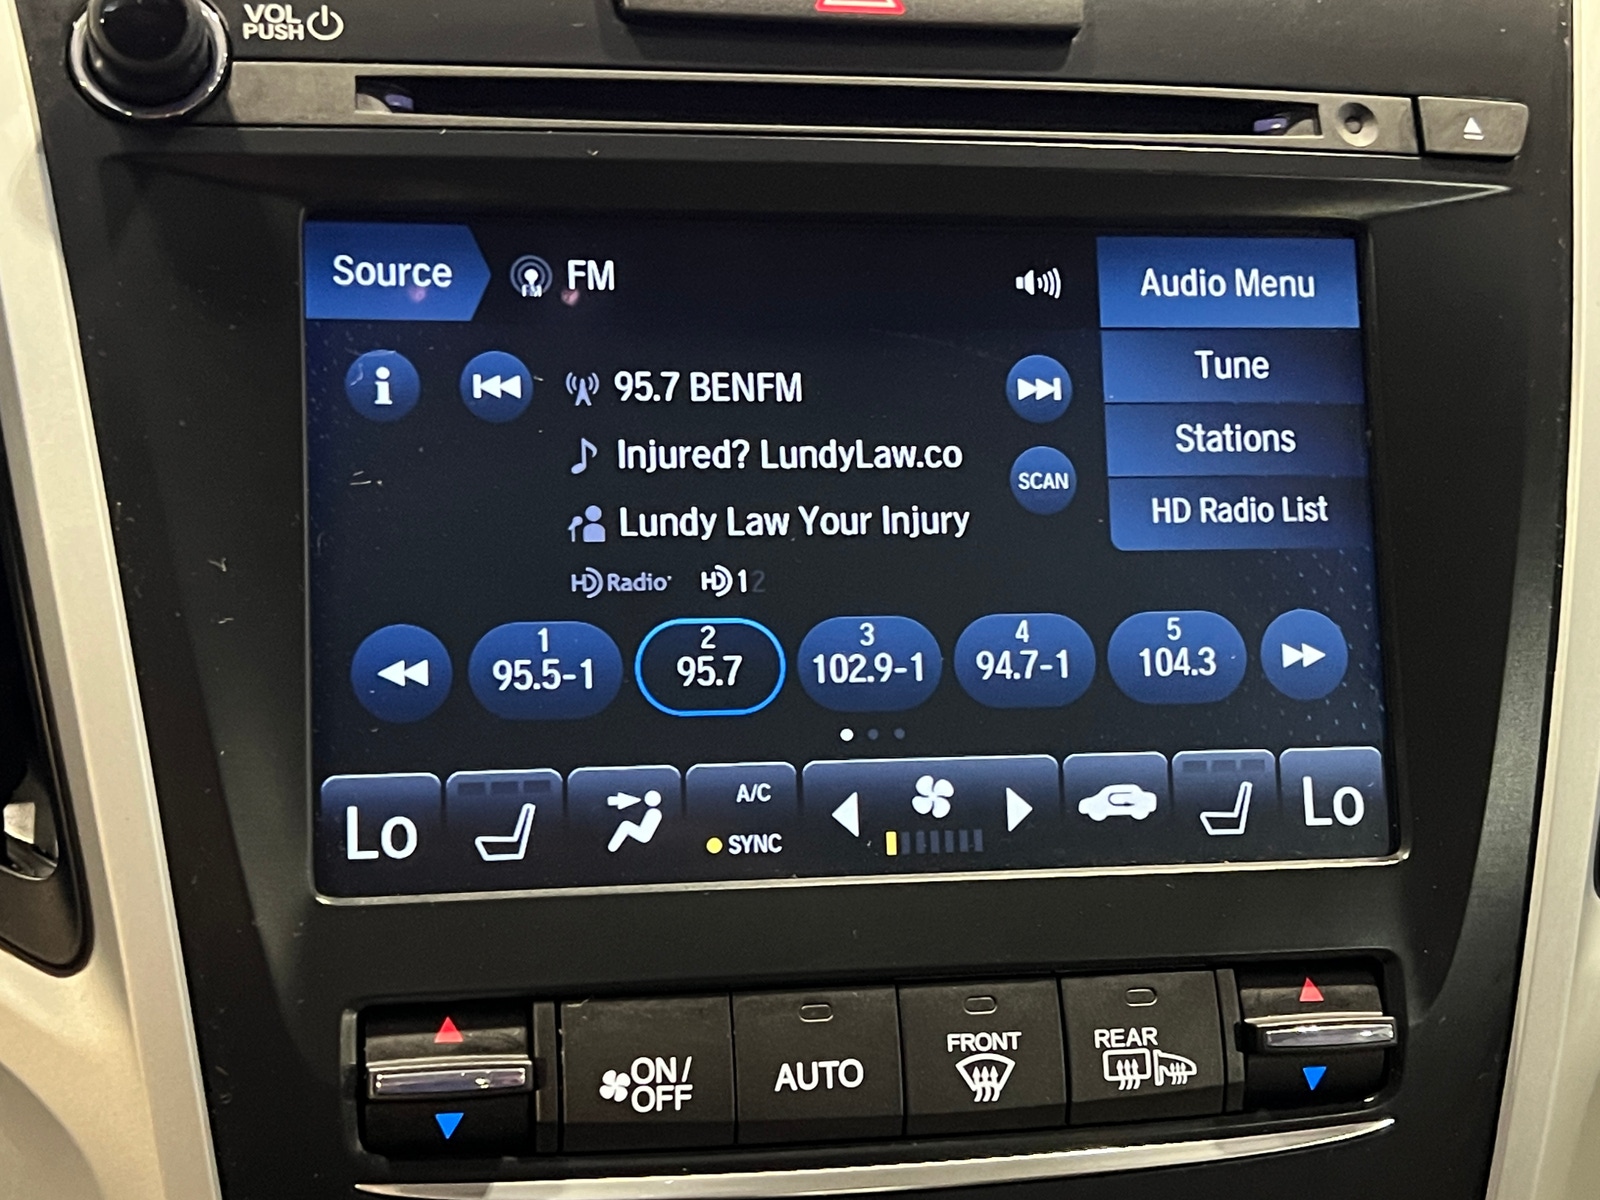 VOL
PUSH
Source
FM
FM
Audio Menu
95.7 BENFM
Tune
Injured? LundyLaw.co
Stations
SCAN
Lundy Law Your Injury
HD Radio List
HD Radio HD 1 2
1
95.5-1
2
95.7
3
102.9-1
4
94.7-1
5
104.3
Lo
A/C
SYNC
Lo
ON/
OFF
AUTO
FRONT
REAR